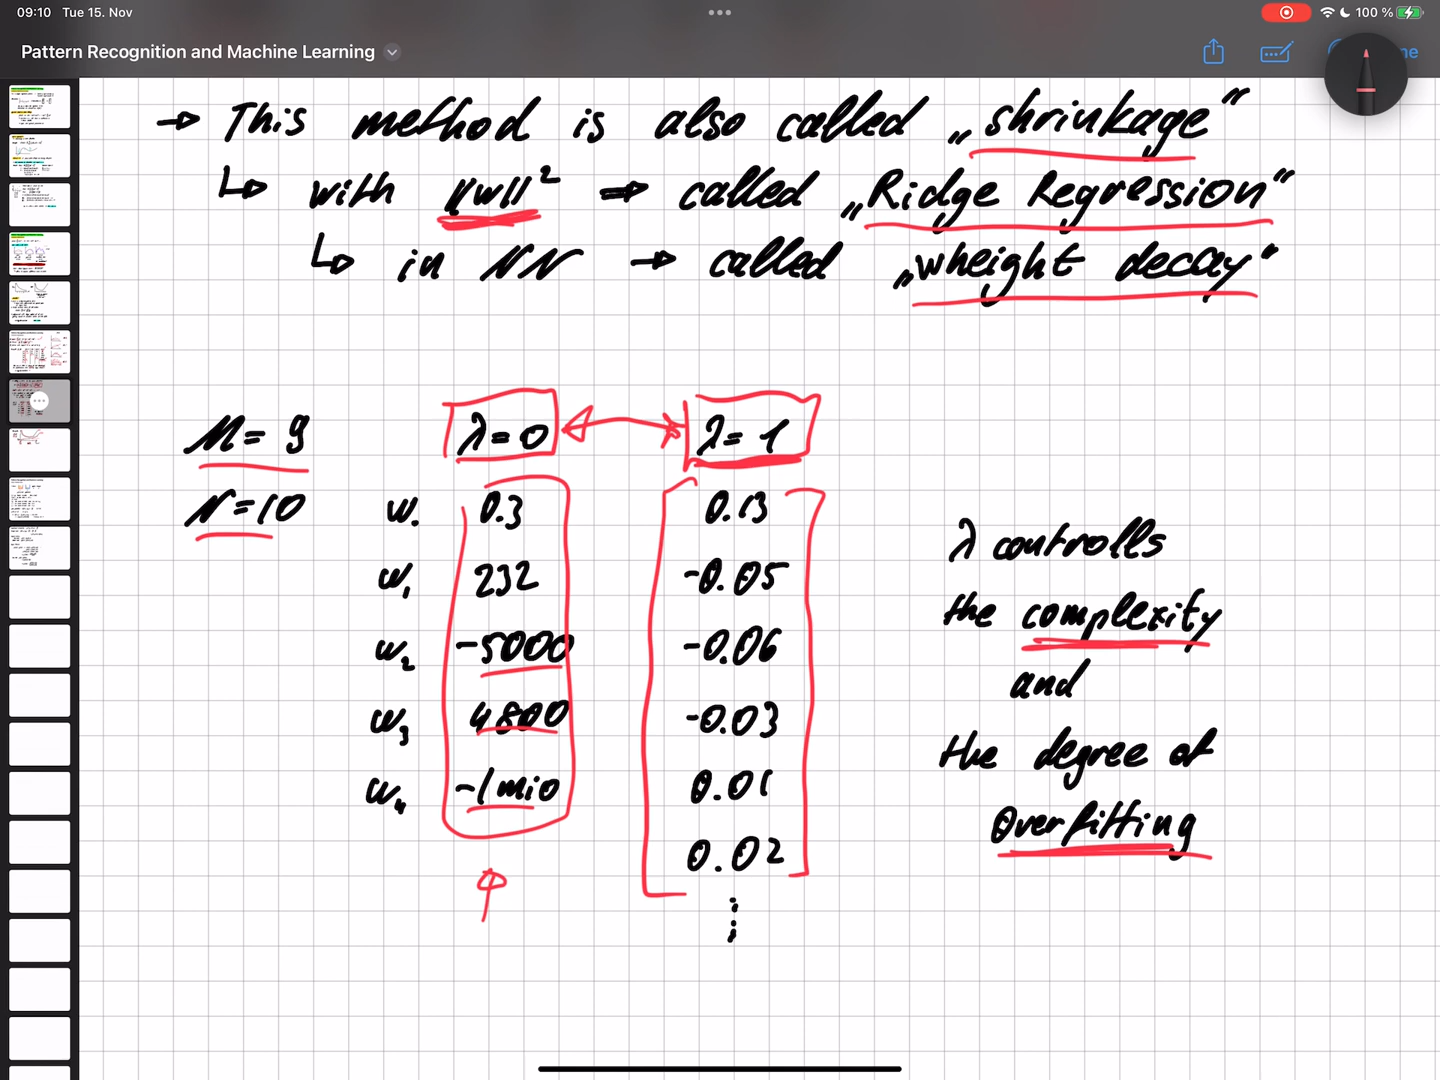 09:10 Tue 15. Nov
100 %
Pattern Recognition and Machine Learning
→ This method is also called „shrinkage"
↳ with ||w||² ⇒ called „Ridge Regression"
↳ in NN → called „wheight decay"
M = 9 λ = 0 λ = 1
N = 10 w. 0.3 0.13
w₁ 232 -0.05
w₂ -5000 -0.06
w₃ 4800 -0.03
w₄ -1 mio 0.01
0.02
⋮
λ controlls
the complexity
and
the degree of
Overfitting